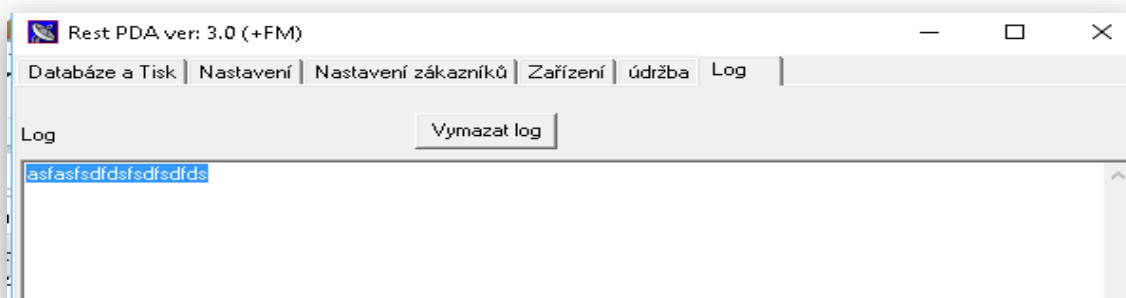 Rest PDA ver: 3.0 (+FM)
Databáze a Tisk Nastavení Nastavení zákazníků Zařízení údržba Log
Log Vymazat log
asfasfsdfdsfsdfsdfds